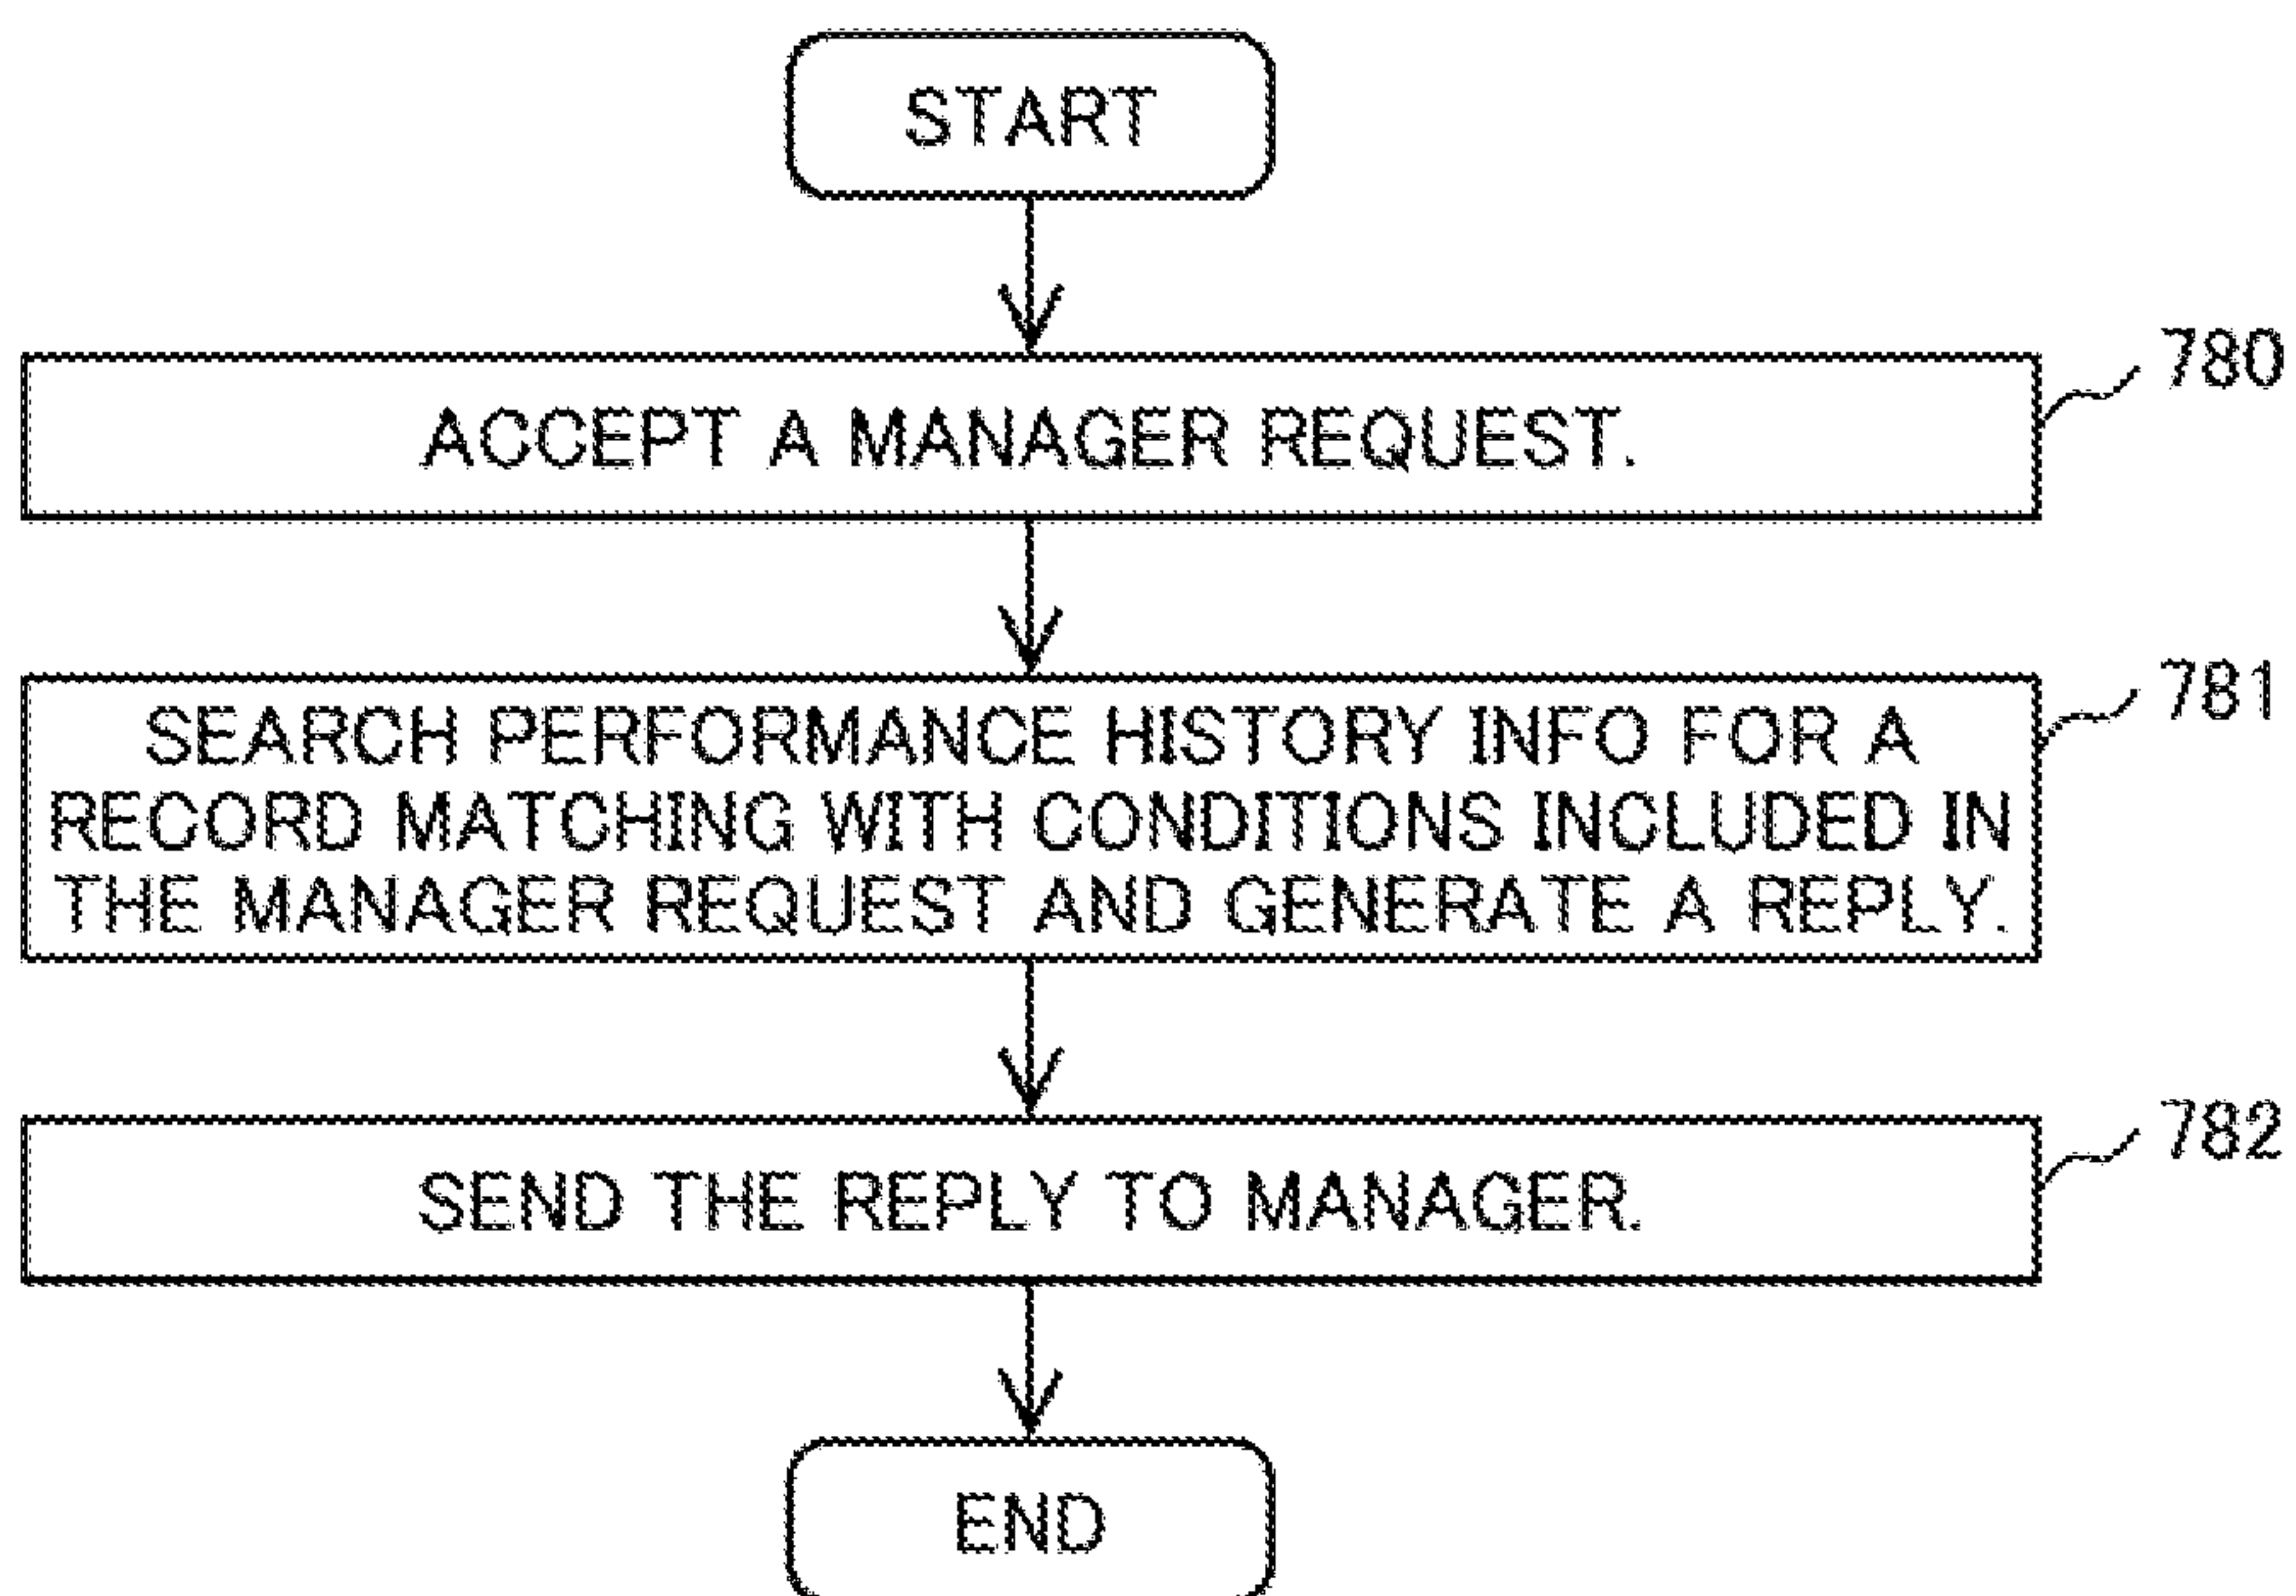 START
780
ACCEPT A MANAGER REQUEST.
781
SEARCH PERFORMANCE HISTORY INFO FOR A
RECORD MATCHING WITH CONDITIONS INCLUDED IN
THE MANAGER REQUEST AND GENERATE A REPLY.
782
SEND THE REPLY TO MANAGER.
END